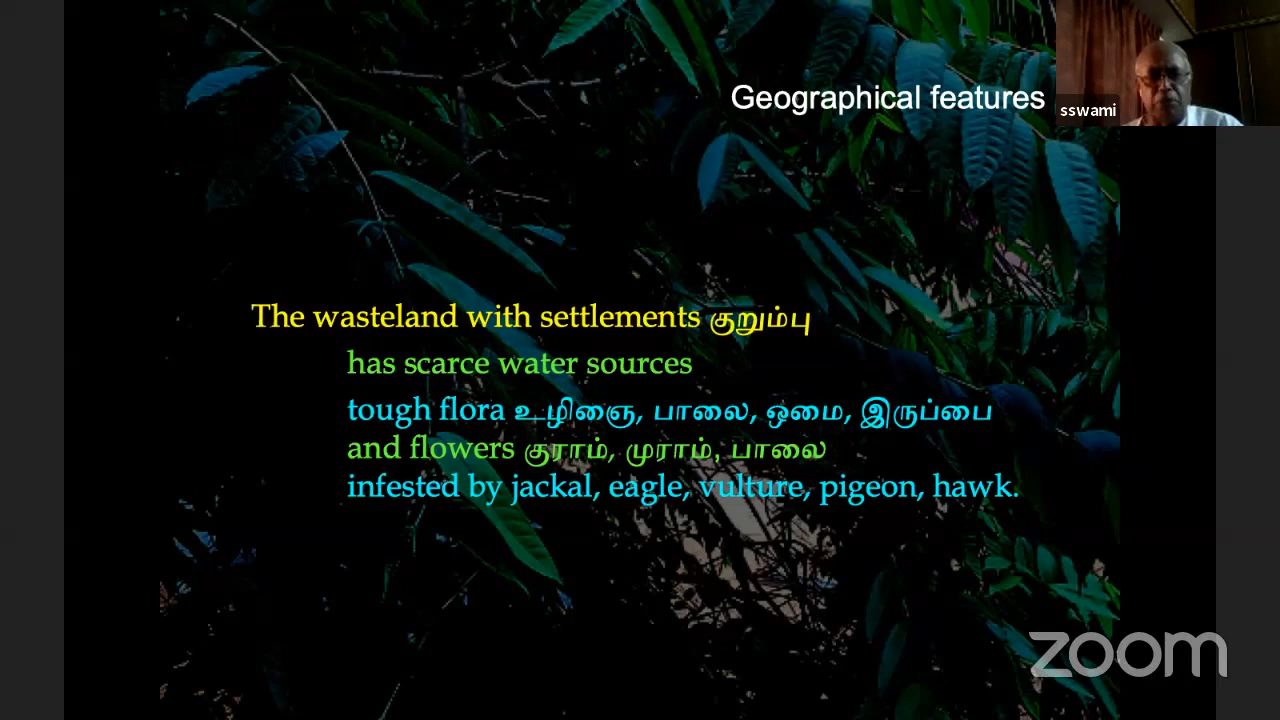 Geographical features
sswami
The wasteland with settlements குறும்பு
has scarce water sources
tough flora உழிஞை, பாலை, ஓமை, இருப்பை
and flowers குராம், முராம், பாலை
infested by jackal, eagle, vulture, pigeon, hawk.
zoom